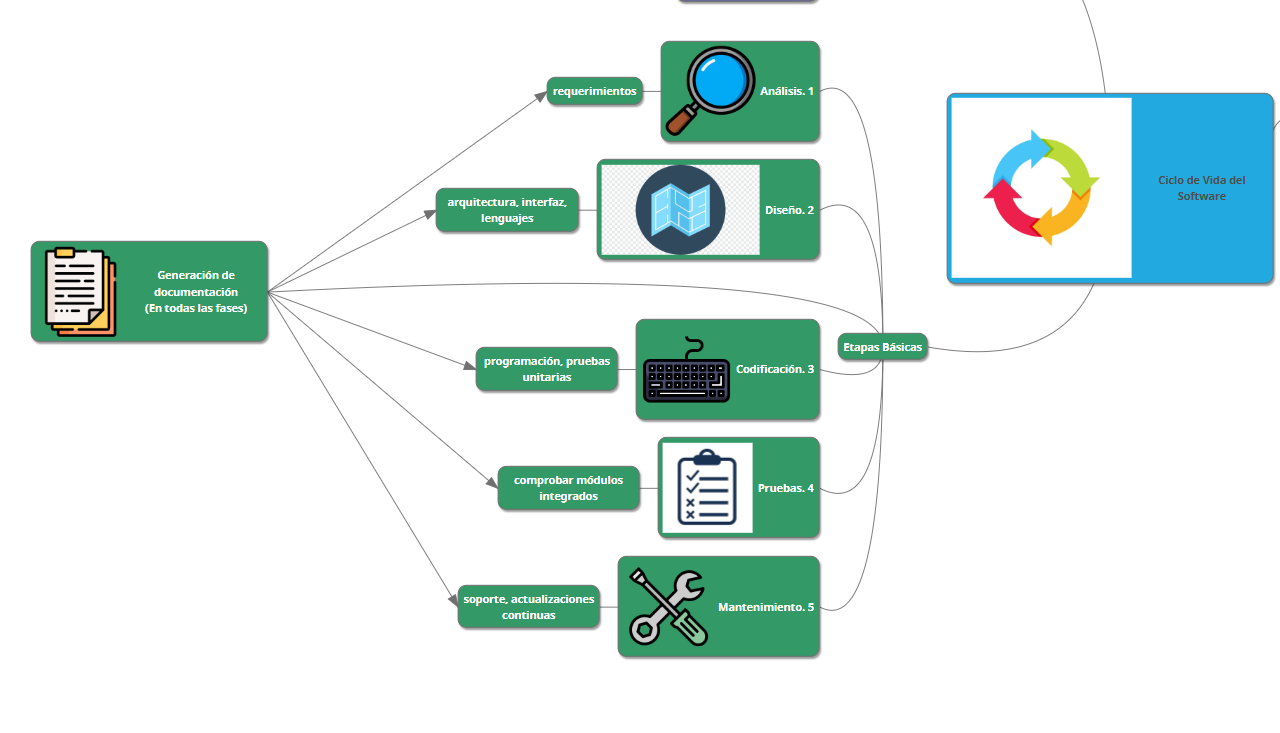 requerimientos
Análisis. 1
arquitectura, interfaz,
lenguajes
Diseño. 2
Ciclo de Vida del
Software
Generación de
documentación
(En todas las fases)
Etapas Básicas
programación, pruebas
unitarias
Codificación. 3
comprobar módulos
integrados
Pruebas. 4
soporte, actualizaciones
continuas
Mantenimiento. 5